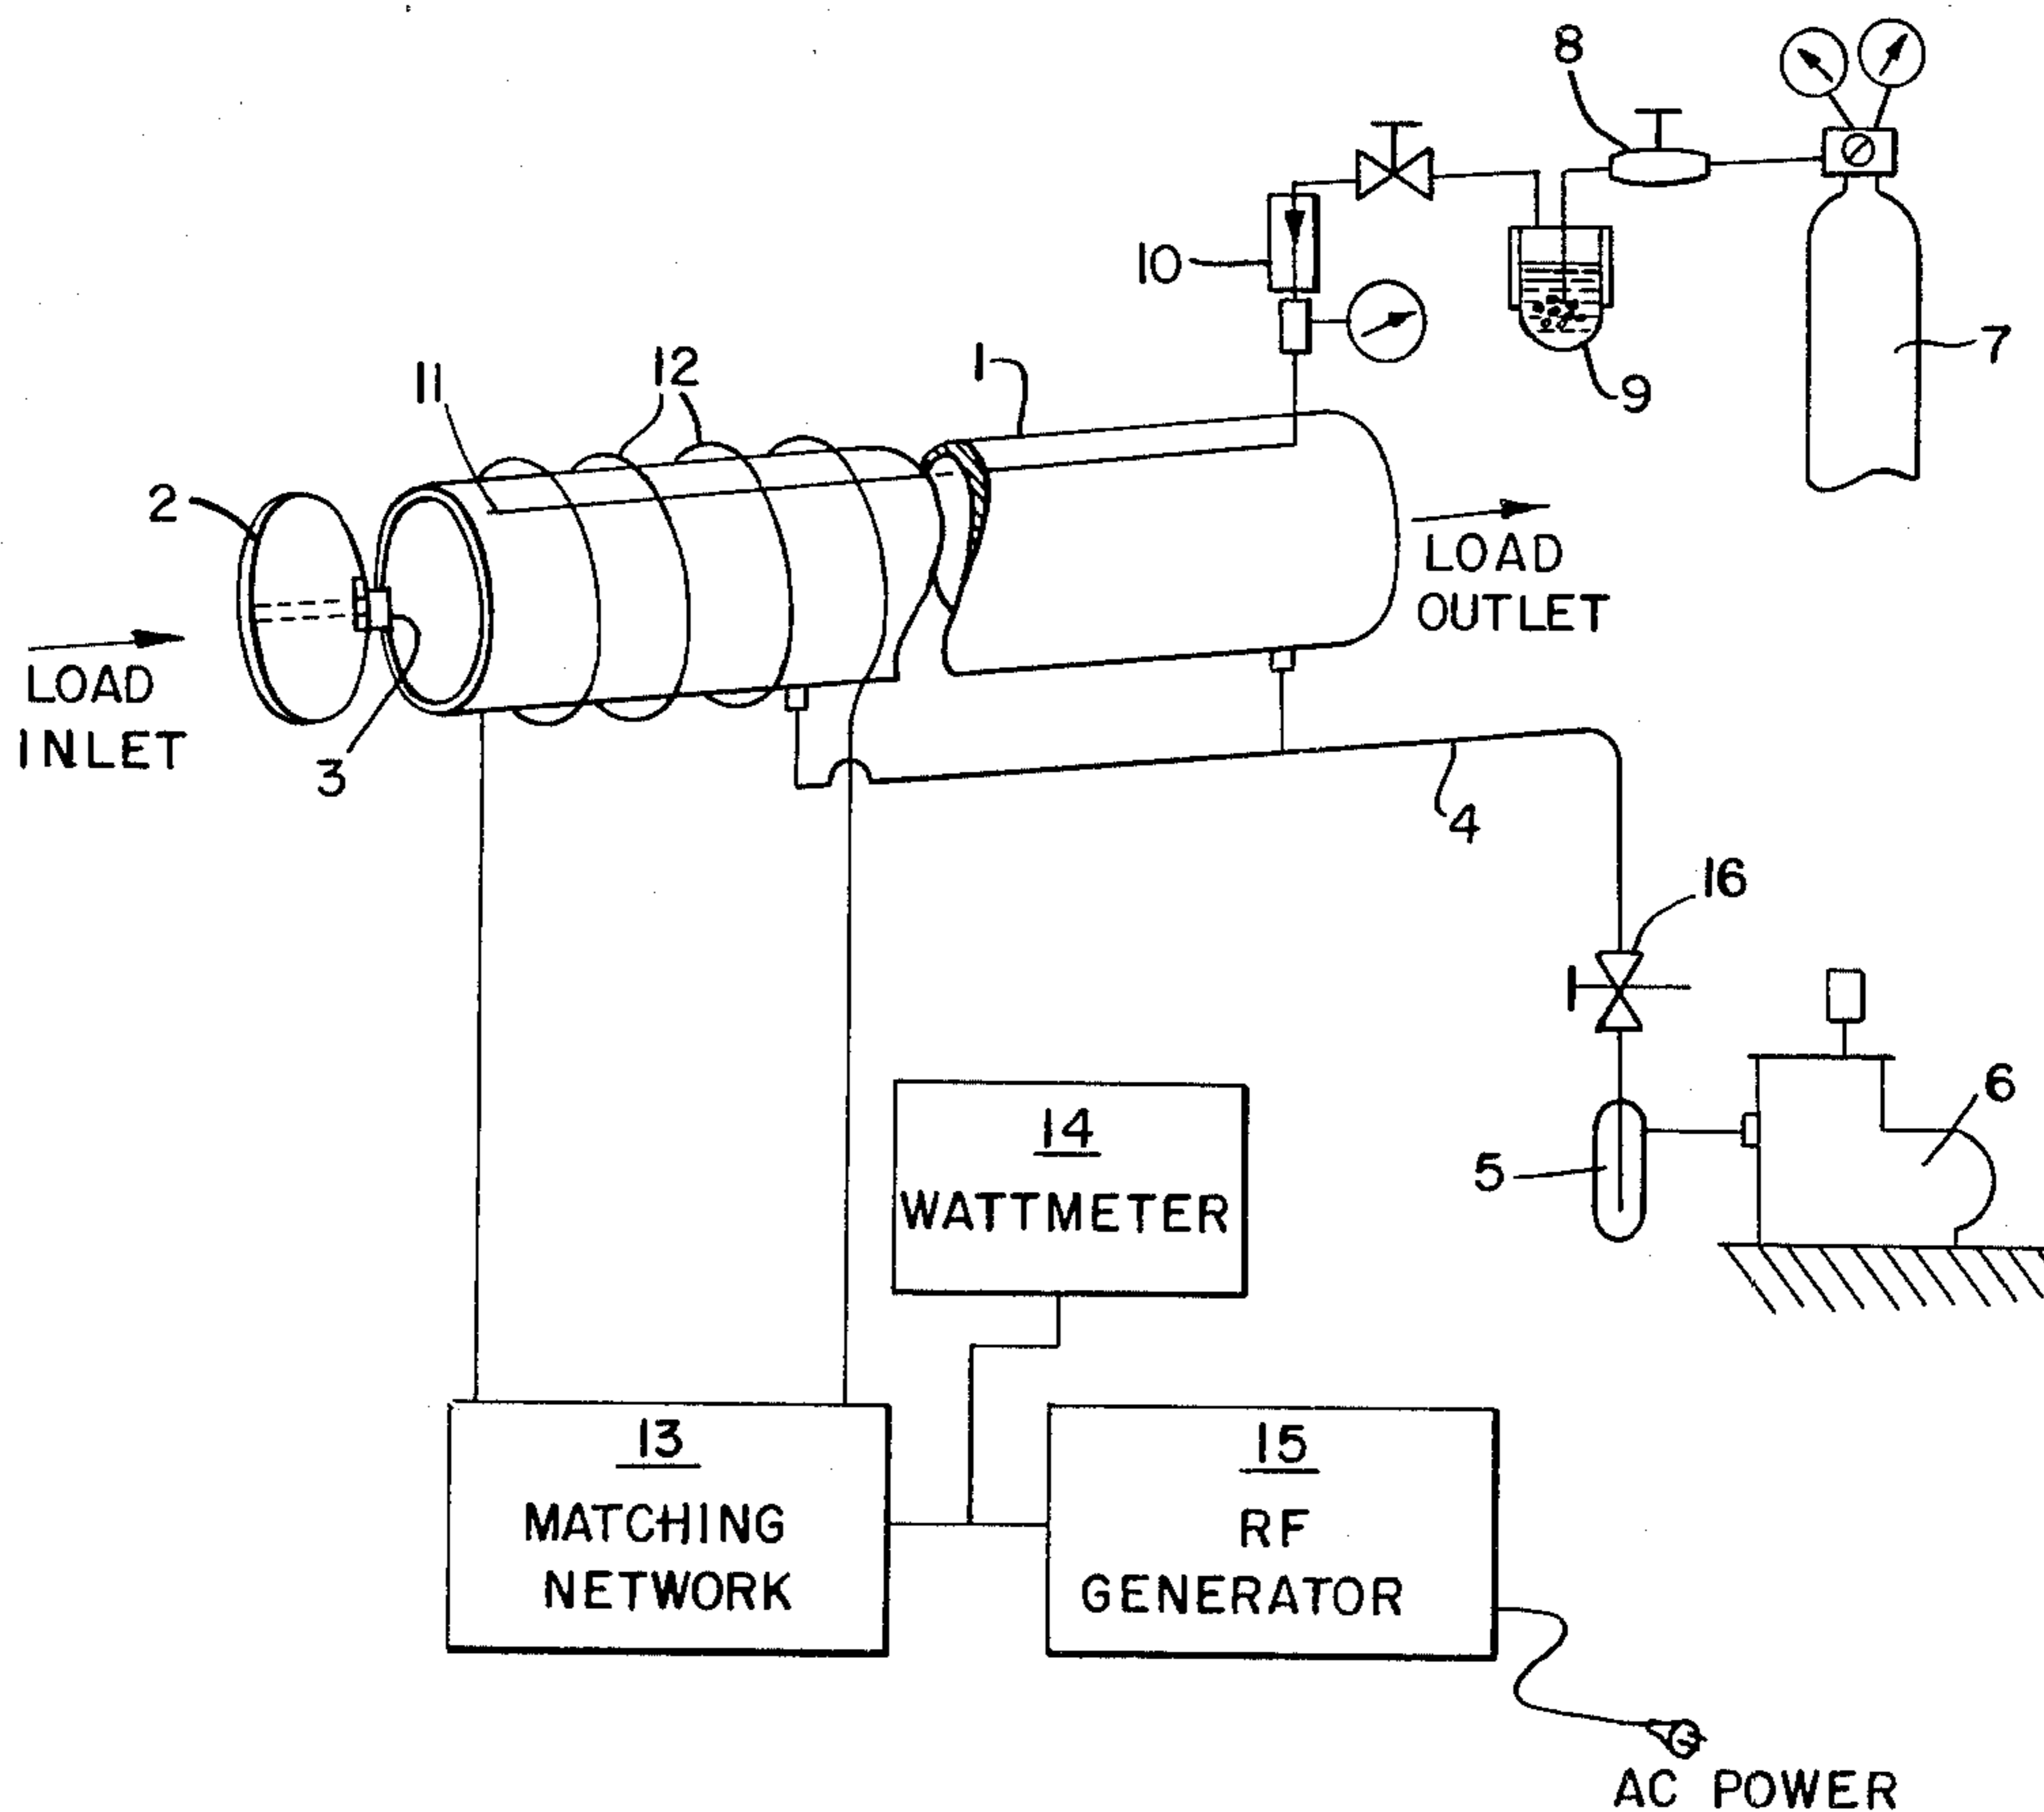 8
10
7
9
1
12
11
2
LOAD
OUTLET
LOAD
INLET
3
4
16
6
5
14
WATTMETER
13
MATCHING
NETWORK
15
RF
GENERATOR
AC POWER